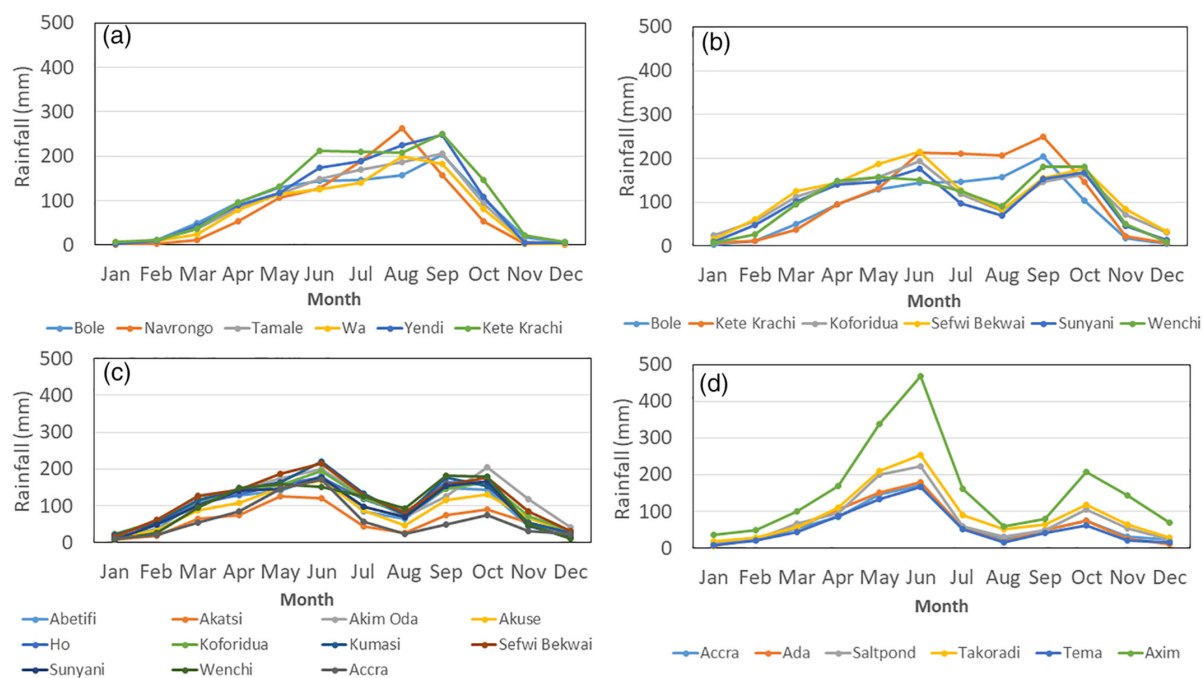 (a)
500
400
300
200
100
0
Rainfall (mm)
Jan Feb Mar Apr May Jun Jul Aug Sep Oct Nov Dec
Month
Bole Navrongo Tamale Wa Yendi Kete Krachi
(b)
500
400
300
200
100
0
Rainfall (mm)
Jan Feb Mar Apr May Jun Jul Aug Sep Oct Nov Dec
Month
Bole Kete Krachi Koforidua Sefwi Bekwai Sunyani Wenchi
(c)
500
400
300
200
100
0
Rainfall (mm)
Jan Feb Mar Apr May Jun Jul Aug Sep Oct Nov Dec
Month
Abetifi Akatsi Akim Oda Akuse
Ho Koforidua Kumasi Sefwi Bekwai
Sunyani Wenchi Accra
(d)
500
400
300
200
100
0
Rainfall (mm)
Jan Feb Mar Apr May Jun Jul Aug Sep Oct Nov Dec
Month
Accra Ada Saltpond Takoradi Tema Axim